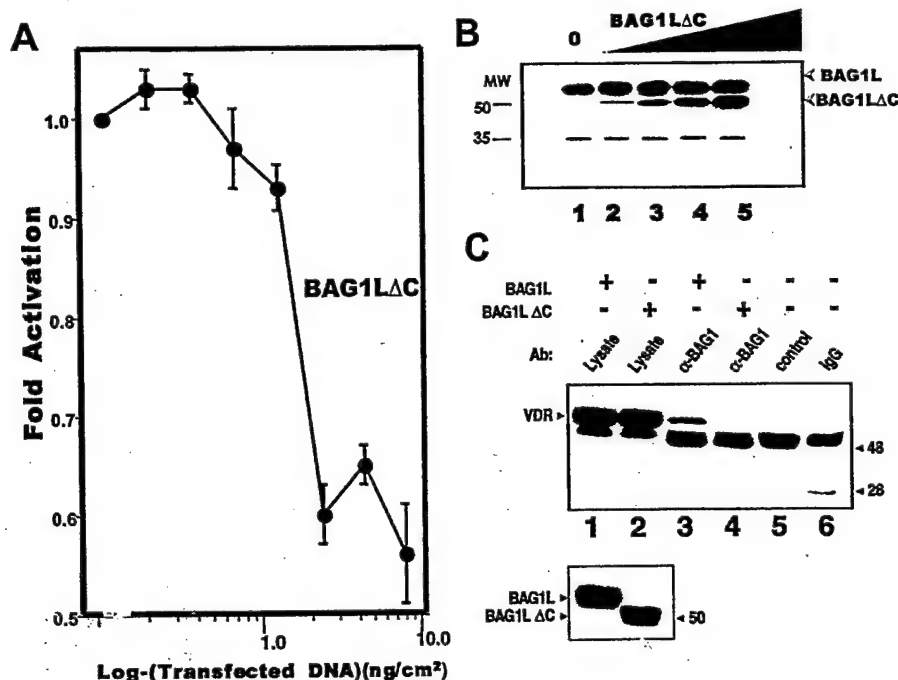 A
Fold Activation
1.0
0.9
0.8
0.7
0.6
0.5
BAG1LΔC
1.0
10.0
Log-(Transfected DNA)(ng/cm²)
B
BAG1LΔC
0
MW
50
35
BAG1L
BAG1LΔC
1 2 3 4 5
C
BAG1L + - + - - -
BAG1L ΔC - + - + - -
Ab: Lysate Lysate α-BAG1 α-BAG1 control IgG
VDR
48
28
1 2 3 4 5 6
BAG1L
BAG1L ΔC
50